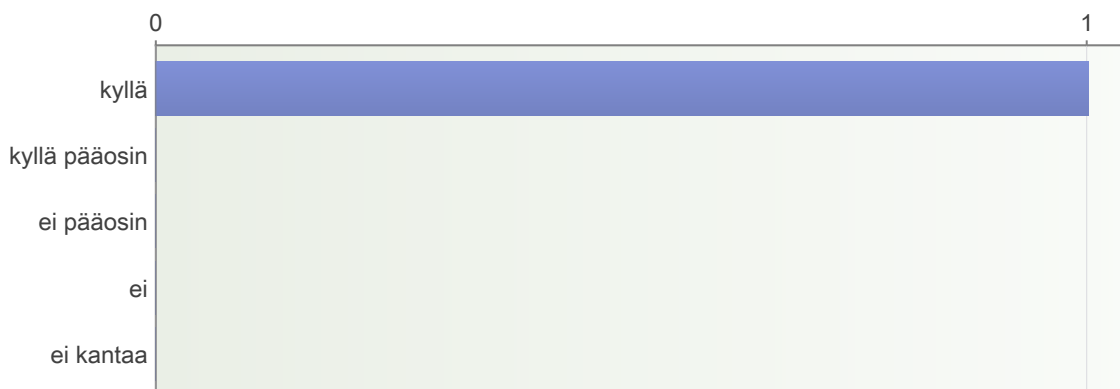 0 1
kyllä
kyllä pääosin
ei pääosin
ei
ei kantaa